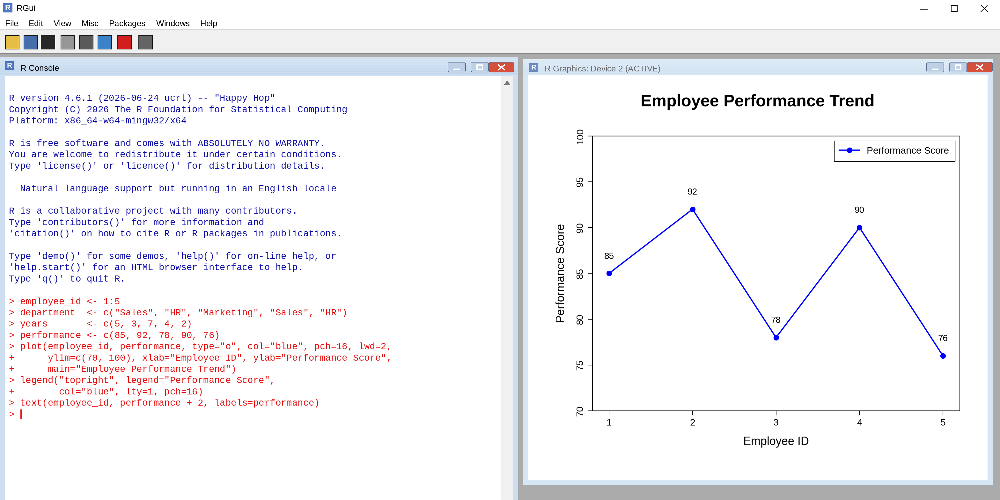 R RGui
File Edit View Misc Packages Windows Help
R R Console
R version 4.6.1 (2026-06-24 ucrt) -- "Happy Hop"
Copyright (C) 2026 The R Foundation for Statistical Computing
Platform: x86_64-w64-mingw32/x64
R is free software and comes with ABSOLUTELY NO WARRANTY.
You are welcome to redistribute it under certain conditions.
Type 'license()' or 'licence()' for distribution details.
  Natural language support but running in an English locale
R is a collaborative project with many contributors.
Type 'contributors()' for more information and
'citation()' on how to cite R or R packages in publications.
Type 'demo()' for some demos, 'help()' for on-line help, or
'help.start()' for an HTML browser interface to help.
Type 'q()' to quit R.
> employee_id <- 1:5
> department  <- c("Sales", "HR", "Marketing", "Sales", "HR")
> years       <- c(5, 3, 7, 4, 2)
> performance <- c(85, 92, 78, 90, 76)
> plot(employee_id, performance, type="o", col="blue", pch=16, lwd=2,
+      ylim=c(70, 100), xlab="Employee ID", ylab="Performance Score",
+      main="Employee Performance Trend")
> legend("topright", legend="Performance Score",
+        col="blue", lty=1, pch=16)
> text(employee_id, performance + 2, labels=performance)
>
R R Graphics: Device 2 (ACTIVE)
Employee Performance Trend
Performance Score
100
95
90
85
80
75
70
Performance Score
85
92
78
90
76
1 2 3 4 5
Employee ID